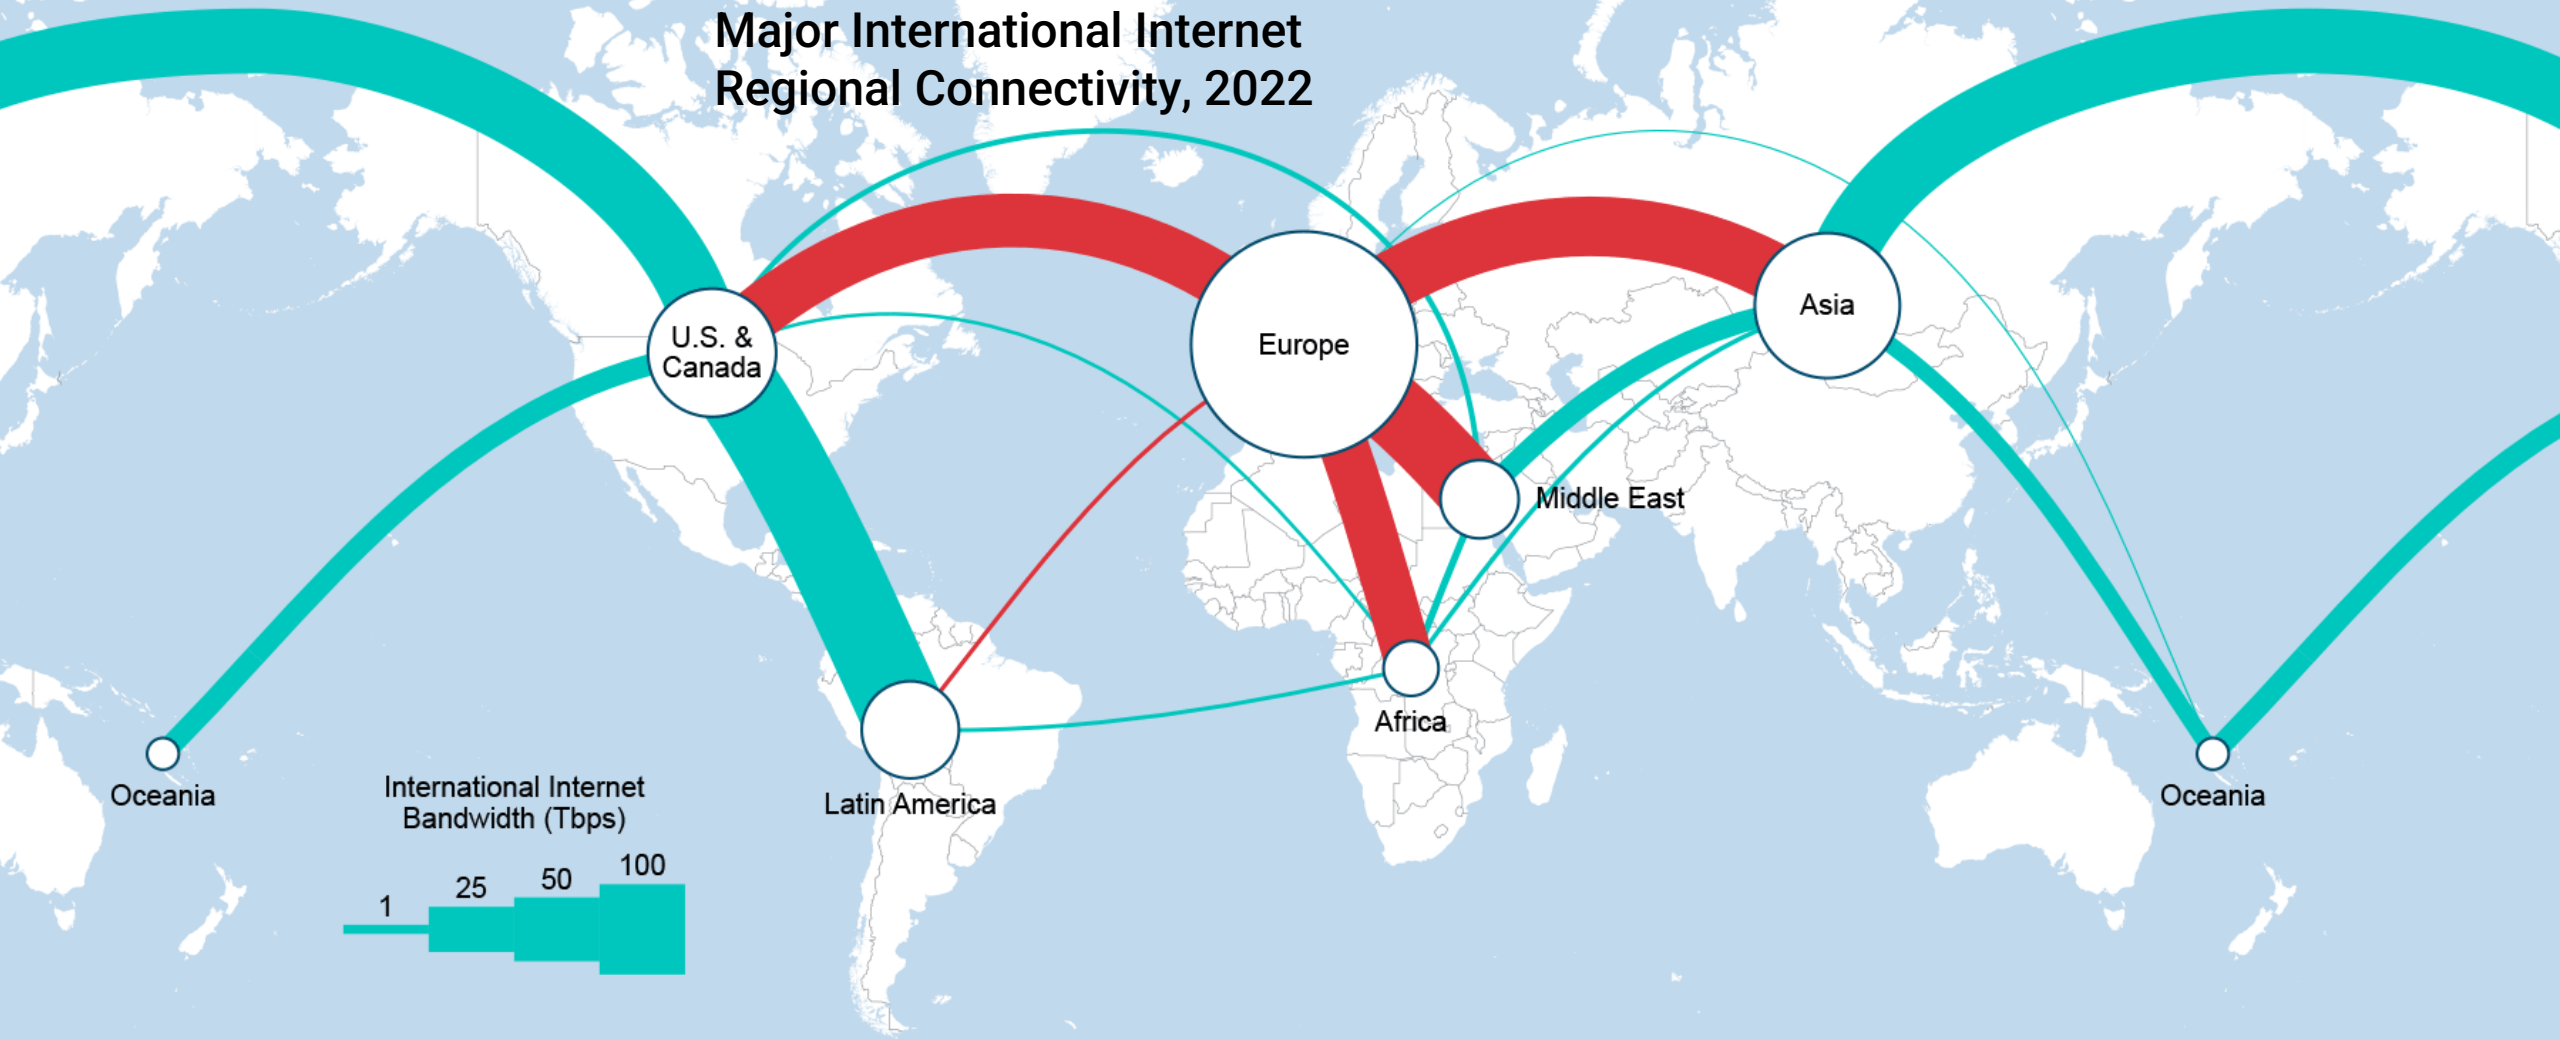 Major International Internet
Regional Connectivity, 2022
U.S. &
Canada
Europe
Asia
Middle East
Africa
Latin America
Oceania
Oceania
International Internet
Bandwidth (Tbps)
1
25
50
100